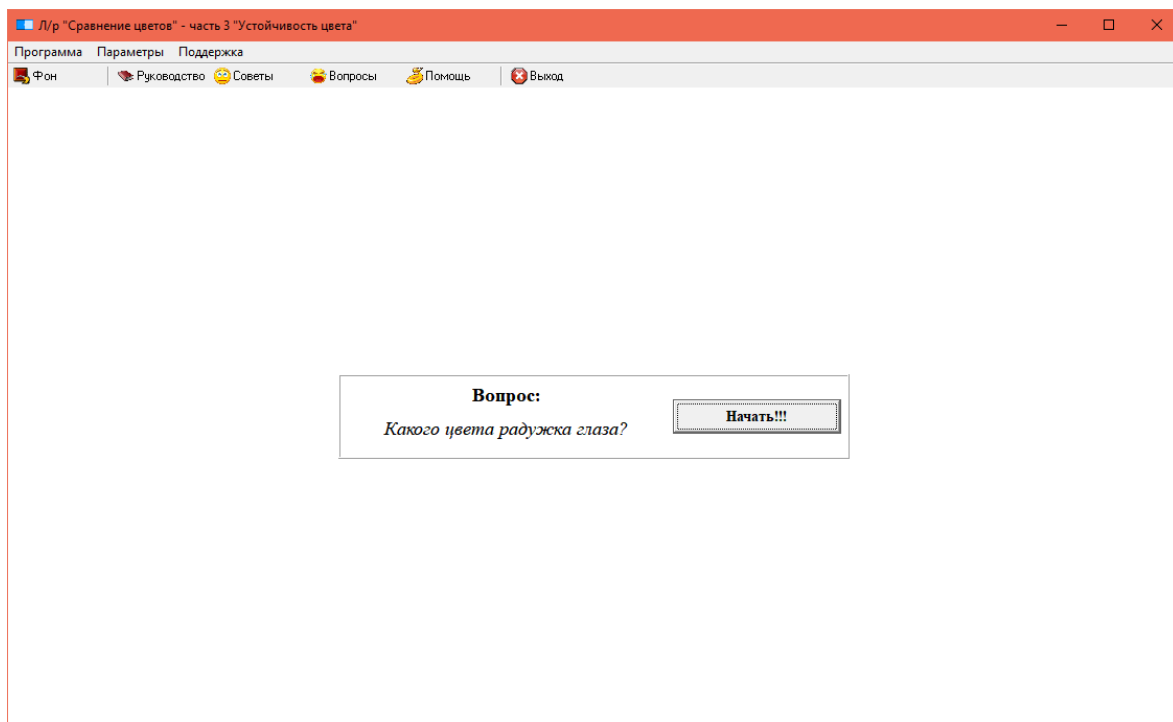 Л/р "Сравнение цветов" - часть 3 "Устойчивость цвета"
Программа Параметры Поддержка
Фон Руководство Советы Вопросы Помощь Выход
Вопрос:
Какого цвета радужка глаза?
Начать!!!